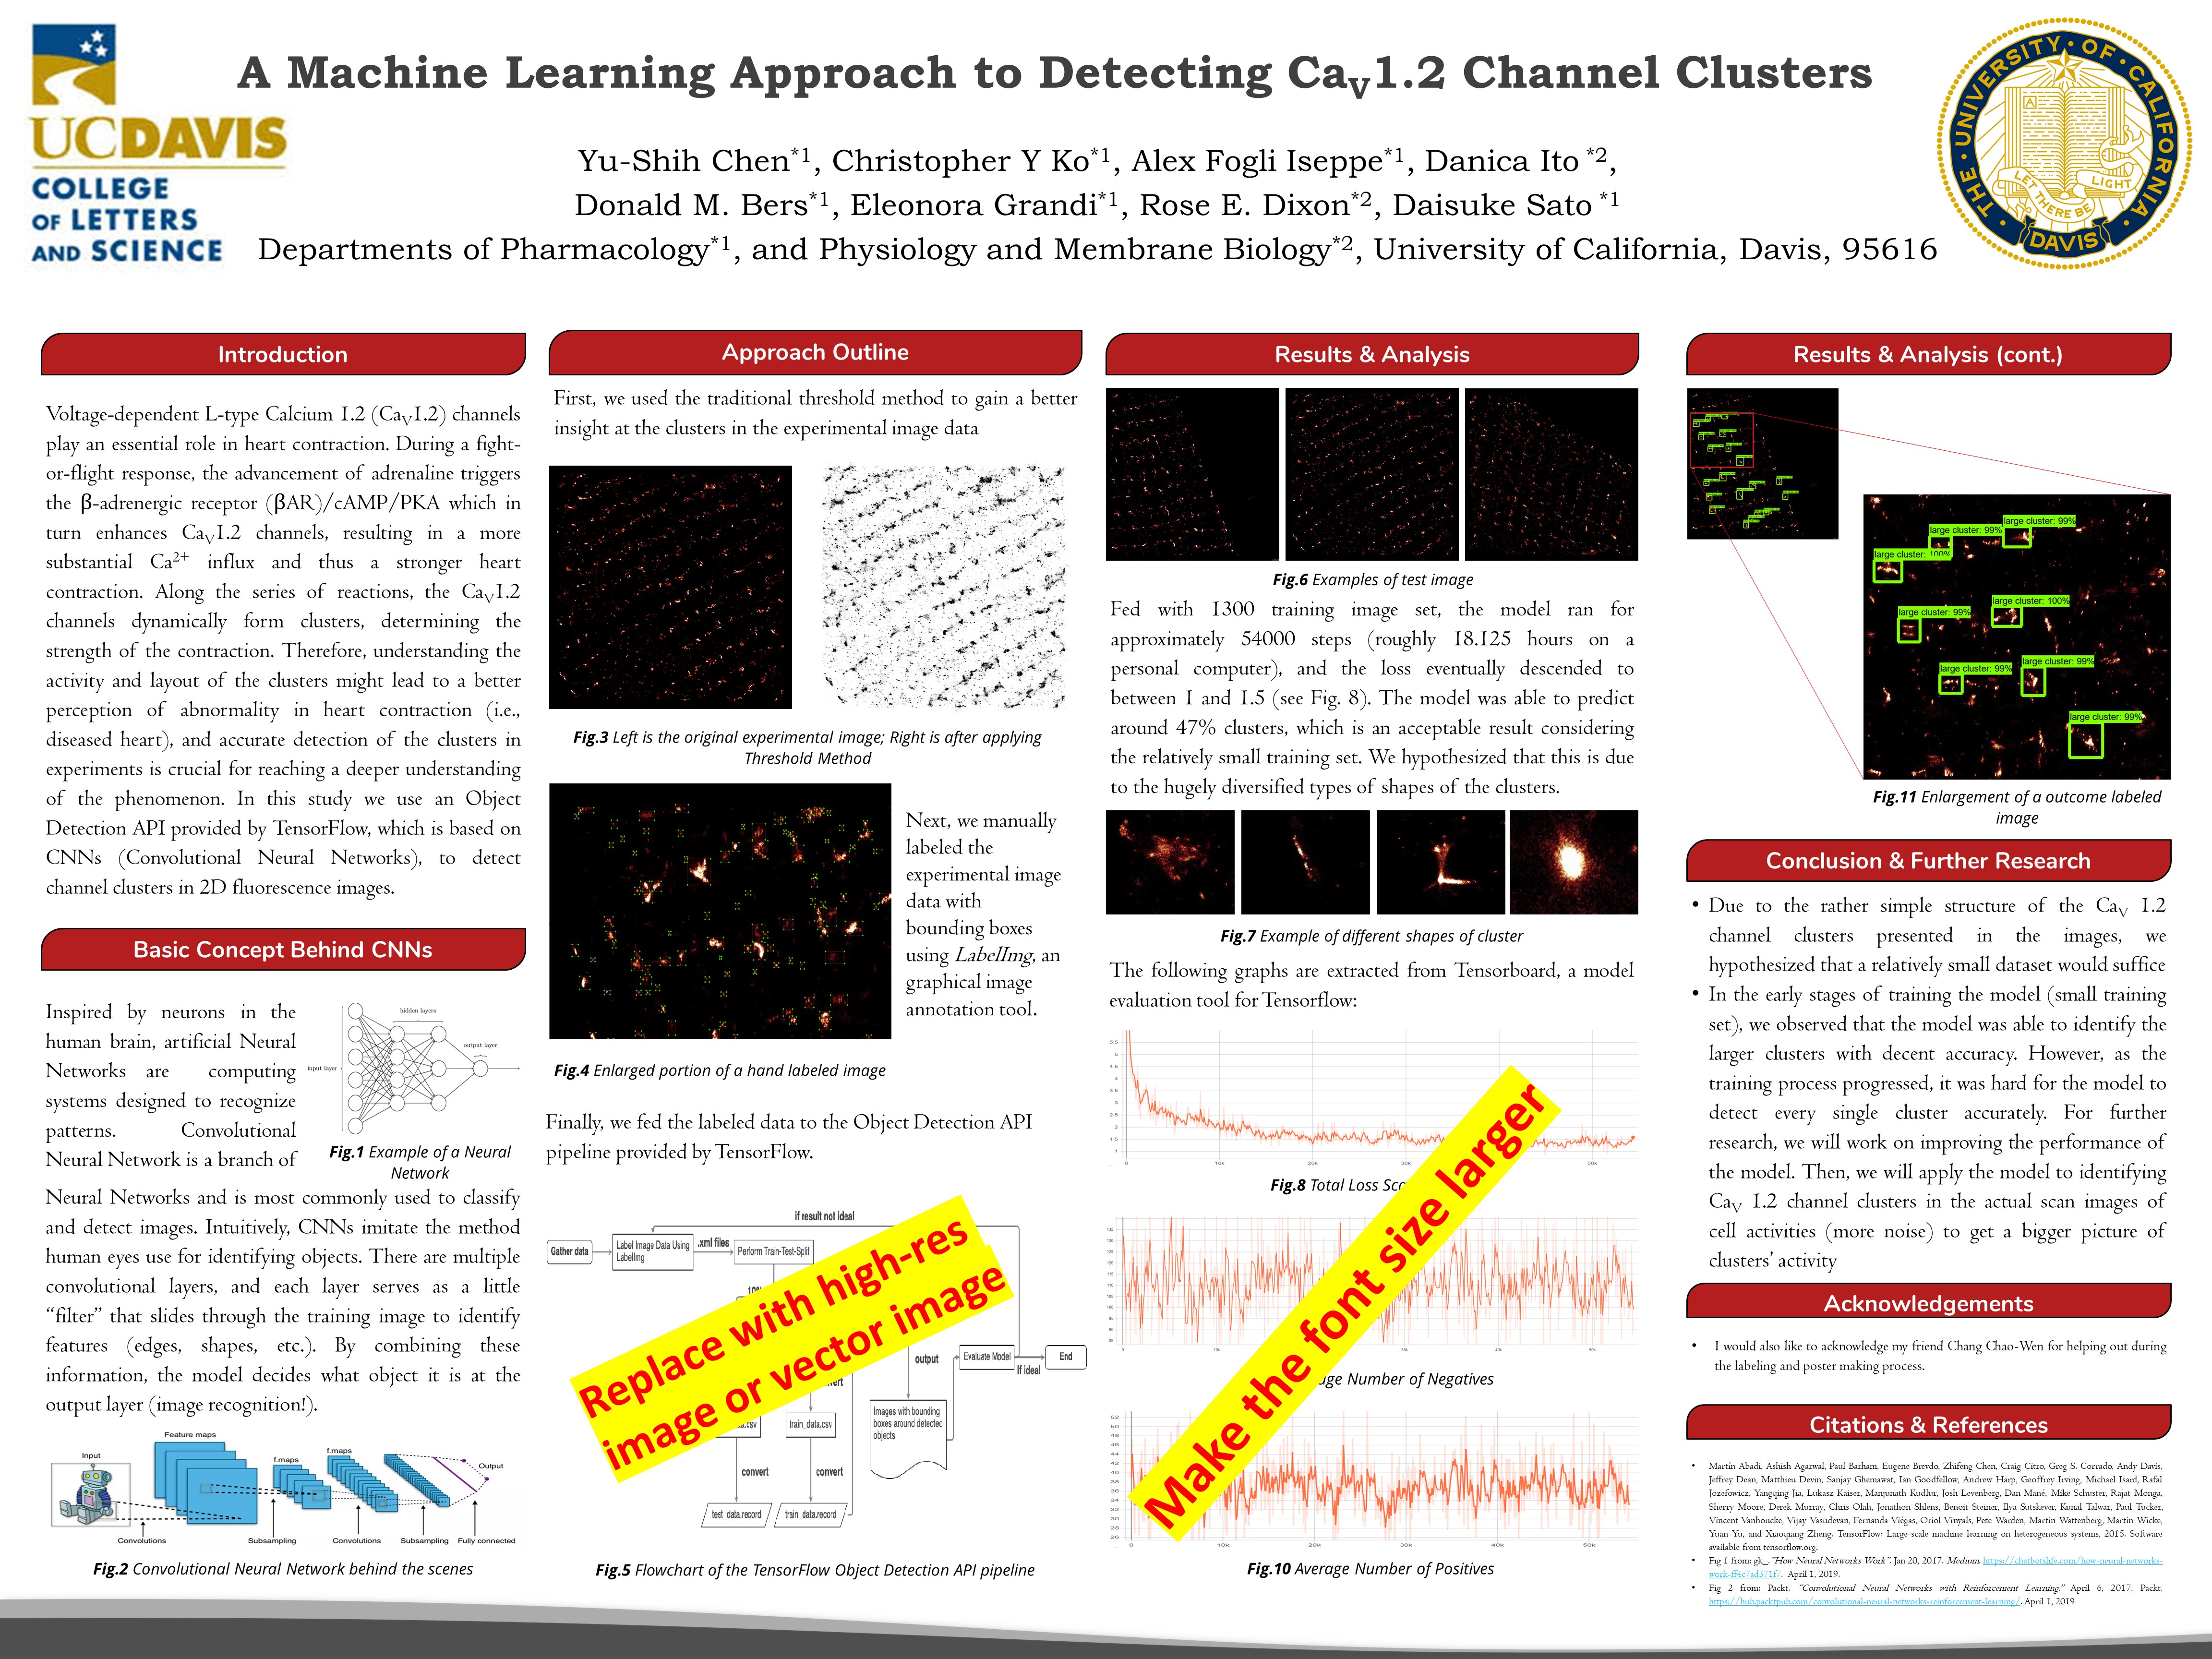 UCDAVIS
COLLEGE
OF LETTERS
AND SCIENCE
A Machine Learning Approach to Detecting CaV1.2 Channel Clusters
Yu-Shih Chen*1, Christopher Y Ko*1, Alex Fogli Iseppe*1, Danica Ito *2,
Donald M. Bers*1, Eleonora Grandi*1, Rose E. Dixon*2, Daisuke Sato *1
Departments of Pharmacology*1, and Physiology and Membrane Biology*2, University of California, Davis, 95616
THE • UNIVERSITY • OF • CALIFORNIA •
LET THERE BE LIGHT
DAVIS
Introduction
Voltage-dependent L-type Calcium 1.2 (CaV1.2) channels
play an essential role in heart contraction. During a fight-
or-flight response, the advancement of adrenaline triggers
the β-adrenergic receptor (βAR)/cAMP/PKA which in
turn enhances CaV1.2 channels, resulting in a more
substantial Ca2+ influx and thus a stronger heart
contraction. Along the series of reactions, the CaV1.2
channels dynamically form clusters, determining the
strength of the contraction. Therefore, understanding the
activity and layout of the clusters might lead to a better
perception of abnormality in heart contraction (i.e.,
diseased heart), and accurate detection of the clusters in
experiments is crucial for reaching a deeper understanding
of the phenomenon. In this study we use an Object
Detection API provided by TensorFlow, which is based on
CNNs (Convolutional Neural Networks), to detect
channel clusters in 2D fluorescence images.
Basic Concept Behind CNNs
Inspired by neurons in the
human brain, artificial Neural
Networks are computing
systems designed to recognize
patterns. Convolutional
Neural Network is a branch of
hidden layers
output layer
input layer
Fig.1 Example of a Neural
Network
Neural Networks and is most commonly used to classify
and detect images. Intuitively, CNNs imitate the method
human eyes use for identifying objects. There are multiple
convolutional layers, and each layer serves as a little
“filter” that slides through the training image to identify
features (edges, shapes, etc.). By combining these
information, the model decides what object it is at the
output layer (image recognition!).
Input
Feature maps
f.maps
f.maps
Output
Convolutions
Subsampling
Convolutions
Subsampling
Fully connected
Fig.2 Convolutional Neural Network behind the scenes
Approach Outline
First, we used the traditional threshold method to gain a better
insight at the clusters in the experimental image data
Fig.3 Left is the original experimental image; Right is after applying
Threshold Method
Next, we manually
labeled the
experimental image
data with
bounding boxes
using LabelImg, an
graphical image
annotation tool.
Fig.4 Enlarged portion of a hand labeled image
Finally, we fed the labeled data to the Object Detection API
pipeline provided by TensorFlow.
if result not ideal
Gather data
Label Image Data Using
LabelImg
.xml files
Perform Train-Test-Split
Replace with high-res
image or vector image
output
Evaluate Model
If ideal
End
Images with bounding
boxes around detected
objects
train_data.csv
convert
convert
test_data.record
train_data.record
Fig.5 Flowchart of the TensorFlow Object Detection API pipeline
Results & Analysis
Fig.6 Examples of test image
Fed with 1300 training image set, the model ran for
approximately 54000 steps (roughly 18.125 hours on a
personal computer), and the loss eventually descended to
between 1 and 1.5 (see Fig. 8). The model was able to predict
around 47% clusters, which is an acceptable result considering
the relatively small training set. We hypothesized that this is due
to the hugely diversified types of shapes of the clusters.
Fig.7 Example of different shapes of cluster
The following graphs are extracted from Tensorboard, a model
evaluation tool for Tensorflow:
5.5
5
4.5
4
3.5
3
2.5
2
1.5
1
0 10k 20k 30k 50k
Fig.8 Total Loss
Make the font size larger
Number of Negatives
52
50
48
46
44
42
40
38
36
34
32
30
28
26
0 10k 20k 30k 40k 50k
Fig.10 Average Number of Positives
Results & Analysis (cont.)
large cluster: 99%
large cluster: 99%
large cluster: 100%
large cluster: 100%
large cluster: 99%
large cluster: 99%
large cluster: 99%
large cluster: 99%
Fig.11 Enlargement of a outcome labeled
image
Conclusion & Further Research
• Due to the rather simple structure of the CaV 1.2
channel clusters presented in the images, we
hypothesized that a relatively small dataset would suffice
• In the early stages of training the model (small training
set), we observed that the model was able to identify the
larger clusters with decent accuracy. However, as the
training process progressed, it was hard for the model to
detect every single cluster accurately. For further
research, we will work on improving the performance of
the model. Then, we will apply the model to identifying
CaV 1.2 channel clusters in the actual scan images of
cell activities (more noise) to get a bigger picture of
clusters’ activity
Acknowledgements
• I would also like to acknowledge my friend Chang Chao-Wen for helping out during
the labeling and poster making process.
Citations & References
• Martin Abadi, Ashish Agarwal, Paul Barham, Eugene Brevdo, Zhifeng Chen, Craig Citro, Greg S. Corrado, Andy Davis,
Jeffrey Dean, Matthieu Devin, Sanjay Ghemawat, Ian Goodfellow, Andrew Harp, Geoffrey Irving, Michael Isard, Rafal
Jozefowicz, Yangqing Jia, Lukasz Kaiser, Manjunath Kudlur, Josh Levenberg, Dan Mané, Mike Schuster, Rajat Monga,
Sherry Moore, Derek Murray, Chris Olah, Jonathon Shlens, Benoit Steiner, Ilya Sutskever, Kunal Talwar, Paul Tucker,
Vincent Vanhoucke, Vijay Vasudevan, Fernanda Viégas, Oriol Vinyals, Pete Warden, Martin Wattenberg, Martin Wicke,
Yuan Yu, and Xiaoqiang Zheng. TensorFlow: Large-scale machine learning on heterogeneous systems, 2015. Software
available from tensorflow.org.
• Fig 1 from: gk_. "How Neural Networks Work". Jan 20, 2017. Medium. https://chatbotslife.com/how-neural-networks-
work-ff4c7ad371f7. April 1, 2019.
• Fig 2 from: Packt. “Convolutional Neural Networks with Reinforcement Learning.” April 6, 2017. Packt.
https://hub.packtpub.com/convolutional-neural-networks-reinforcement-learning/. April 1, 2019